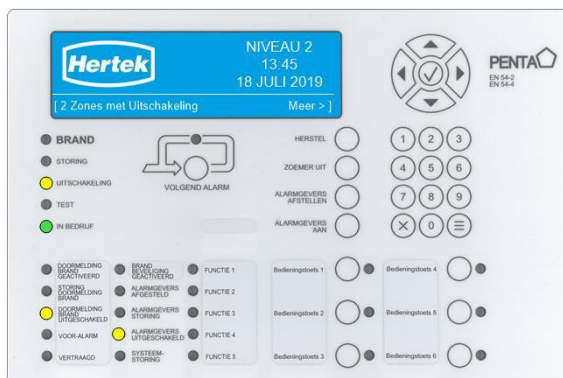 Hertek
NIVEAU 2
13:45
18 JULI 2019
[ 2 Zones met Uitschakeling Meer > ]
PENTA
EN 54-2
EN 54-4
BRAND
STORING
UITSCHAKELING
TEST
IN BEDRIJF
VOLGEND ALARM
HERSTEL
ZOEMER UIT
ALARMGEVERS
AFSTELLEN
ALARMGEVERS
AAN
1 2 3
4 5 6
7 8 9
0
DOORMELDING
BRAND
GEACTIVEERD
STORING
DOORMELDING
BRAND
DOORMELDING
BRAND
UITGESCHAKELD
VOOR-ALARM
VERTRAAGD
BRAND
BEVEILIGING
GEACTIVEERD
ALARMGEVERS
AFGESTELD
ALARMGEVERS
STORING
ALARMGEVERS
UITGESCHAKELD
SYSTEEM-
STORING
FUNCTIE 1
FUNCTIE 2
FUNCTIE 3
FUNCTIE 4
FUNCTIE 5
Bedieningstoets 1
Bedieningstoets 2
Bedieningstoets 3
Bedieningstoets 4
Bedieningstoets 5
Bedieningstoets 6